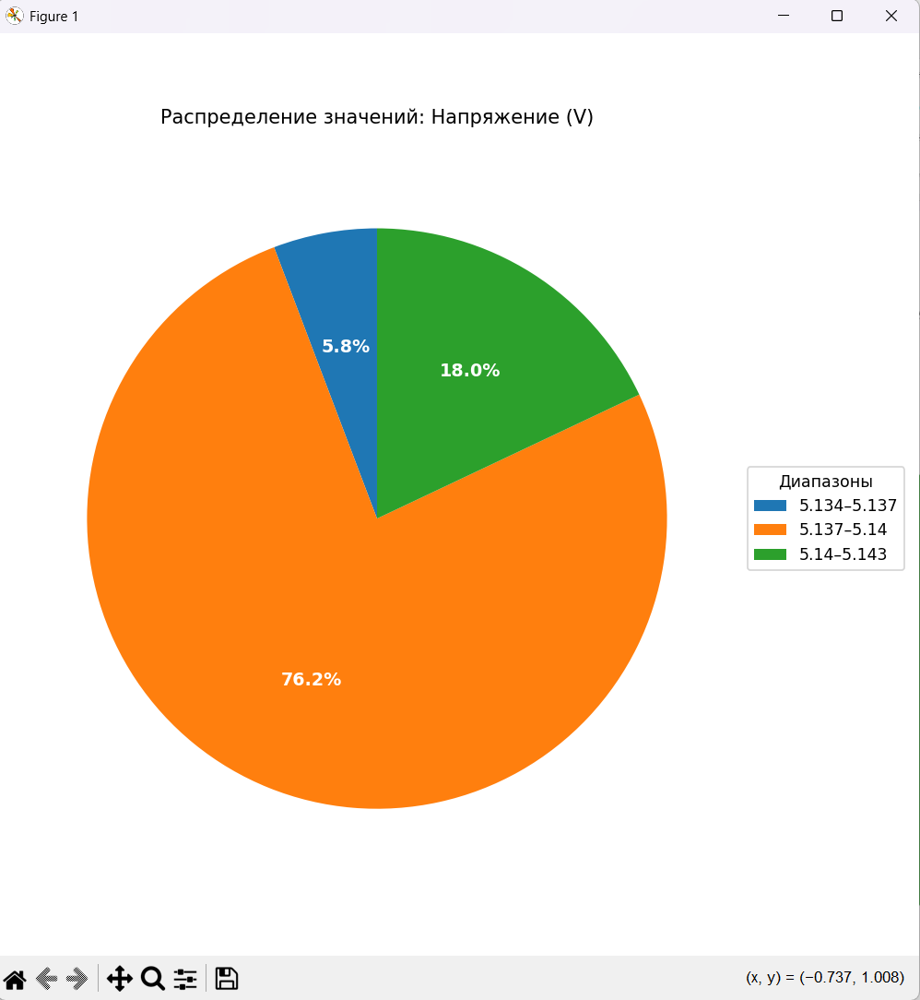 Figure 1
Распределение значений: Напряжение (V)
5.8%
18.0%
76.2%
Диапазоны
5.134–5.137
5.137–5.14
5.14–5.143
(x, y) = (−0.737, 1.008)